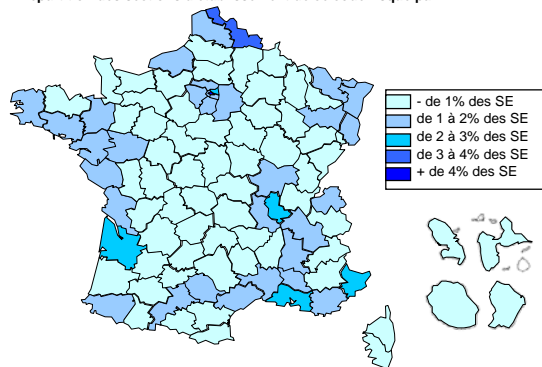 - de 1% des SE
de 1 à 2% des SE
de 2 à 3% des SE
de 3 à 4% des SE
+ de 4% des SE